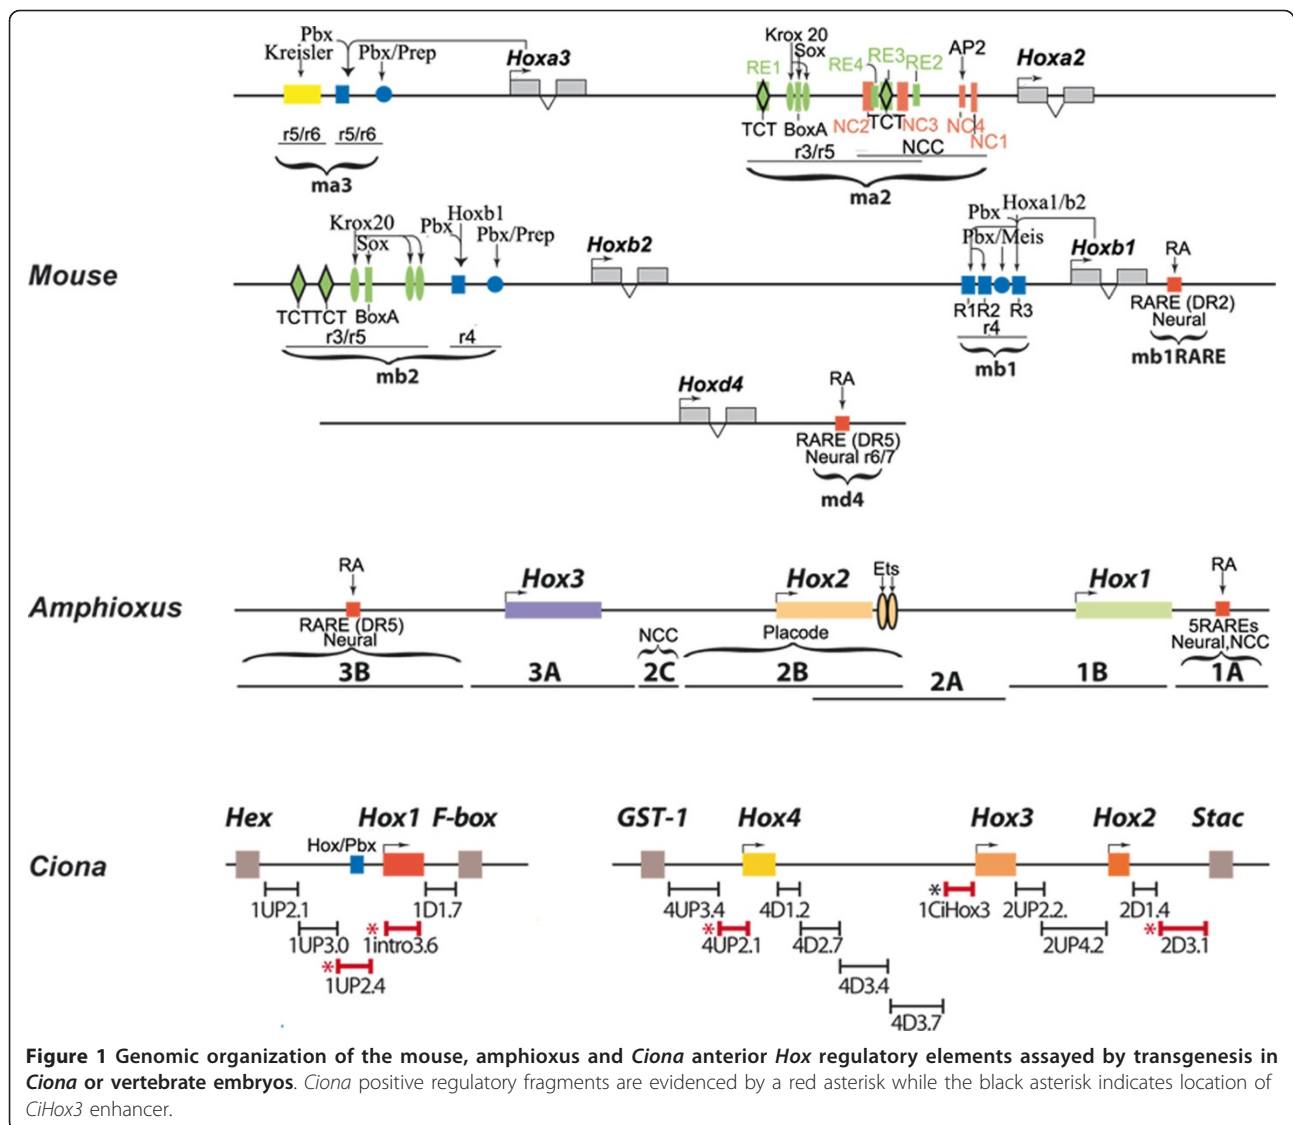 Pbx
Kreisler
Pbx/Prep
Hoxa3
r5/r6 r5/r6
ma3
Krox 20
Sox
RE1
RE4
RE3
RE2
AP2
Hoxa2
TCT BoxA
NC2
TCT
NC3
NC4
NC1
r3/r5
NCC
ma2
Mouse
Krox20
Sox
Pbx
Hoxb1
Pbx/Prep
Hoxb2
TCT TCT BoxA
r3/r5
r4
mb2
Pbx
Hoxa1/b2
Pbx/Meis
Hoxb1
RA
R1 R2 R3
r4
mb1
RARE (DR2)
Neural
mb1RARE
Hoxd4
RA
RARE (DR5)
Neural r6/7
md4
Amphioxus
RA
Hox3
Hox2
Ets
Hox1
RA
RARE (DR5)
Neural
NCC
Placode
5RAREs
Neural,NCC
3B 3A 2C 2B 2A 1B 1A
Ciona
Hex Hox1 F-box
Hox/Pbx
1UP2.1
1D1.7
*
1UP3.0
1intro3.6
*
1UP2.4
GST-1 Hox4 Hox3 Hox2 Stac
*
4UP3.4 4D1.2 1CiHox3 2UP2.2. 2D1.4
* *
4UP2.1 4D2.7 2UP4.2 2D3.1
4D3.4
4D3.7
Figure 1 Genomic organization of the mouse, amphioxus and Ciona anterior Hox regulatory elements assayed by transgenesis in
Ciona or vertebrate embryos. Ciona positive regulatory fragments are evidenced by a red asterisk while the black asterisk indicates location of
CiHox3 enhancer.